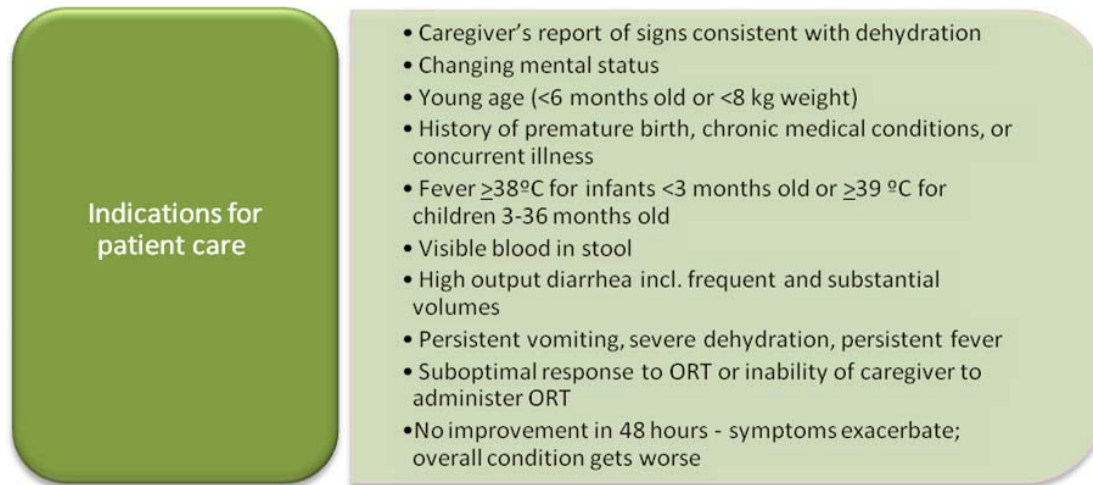 Indications for
patient care
• Caregiver's report of signs consistent with dehydration
• Changing mental status
• Young age (<6 months old or <8 kg weight)
• History of premature birth, chronic medical conditions, or
concurrent illness
• Fever ≥38ºC for infants <3 months old or ≥39 ºC for
children 3-36 months old
• Visible blood in stool
• High output diarrhea incl. frequent and substantial
volumes
• Persistent vomiting, severe dehydration, persistent fever
• Suboptimal response to ORT or inability of caregiver to
administer ORT
•No improvement in 48 hours - symptoms exacerbate;
overall condition gets worse